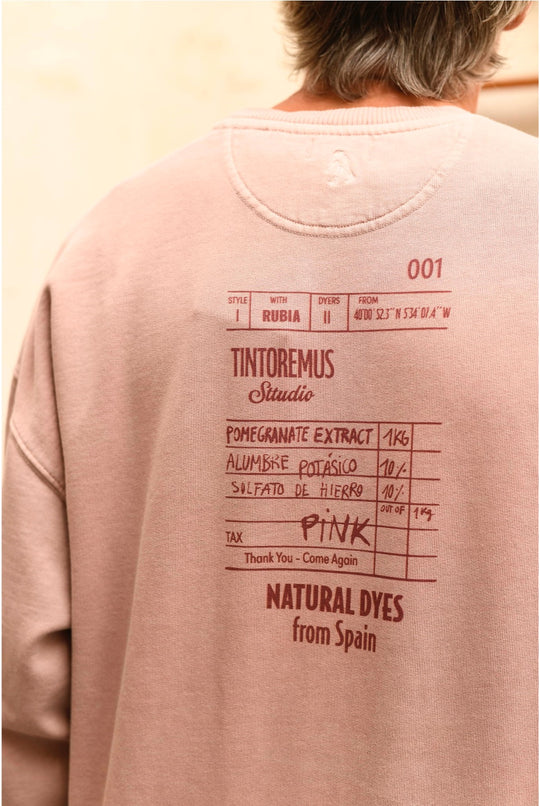 001
STYLE WITH DYERS FROM
I RUBIA II 40'00' 52.3'' N 5'34' 07.4'' W
TINTOREMUS
Sttudio
POMEGRANATE EXTRACT 1KG
ALUMBRE POTÁSICO 10%
SULFATO DE HIERRO 10%
OUT OF 1Kg
TAX PiNK
Thank You - Come Again
NATURAL DYES
from Spain